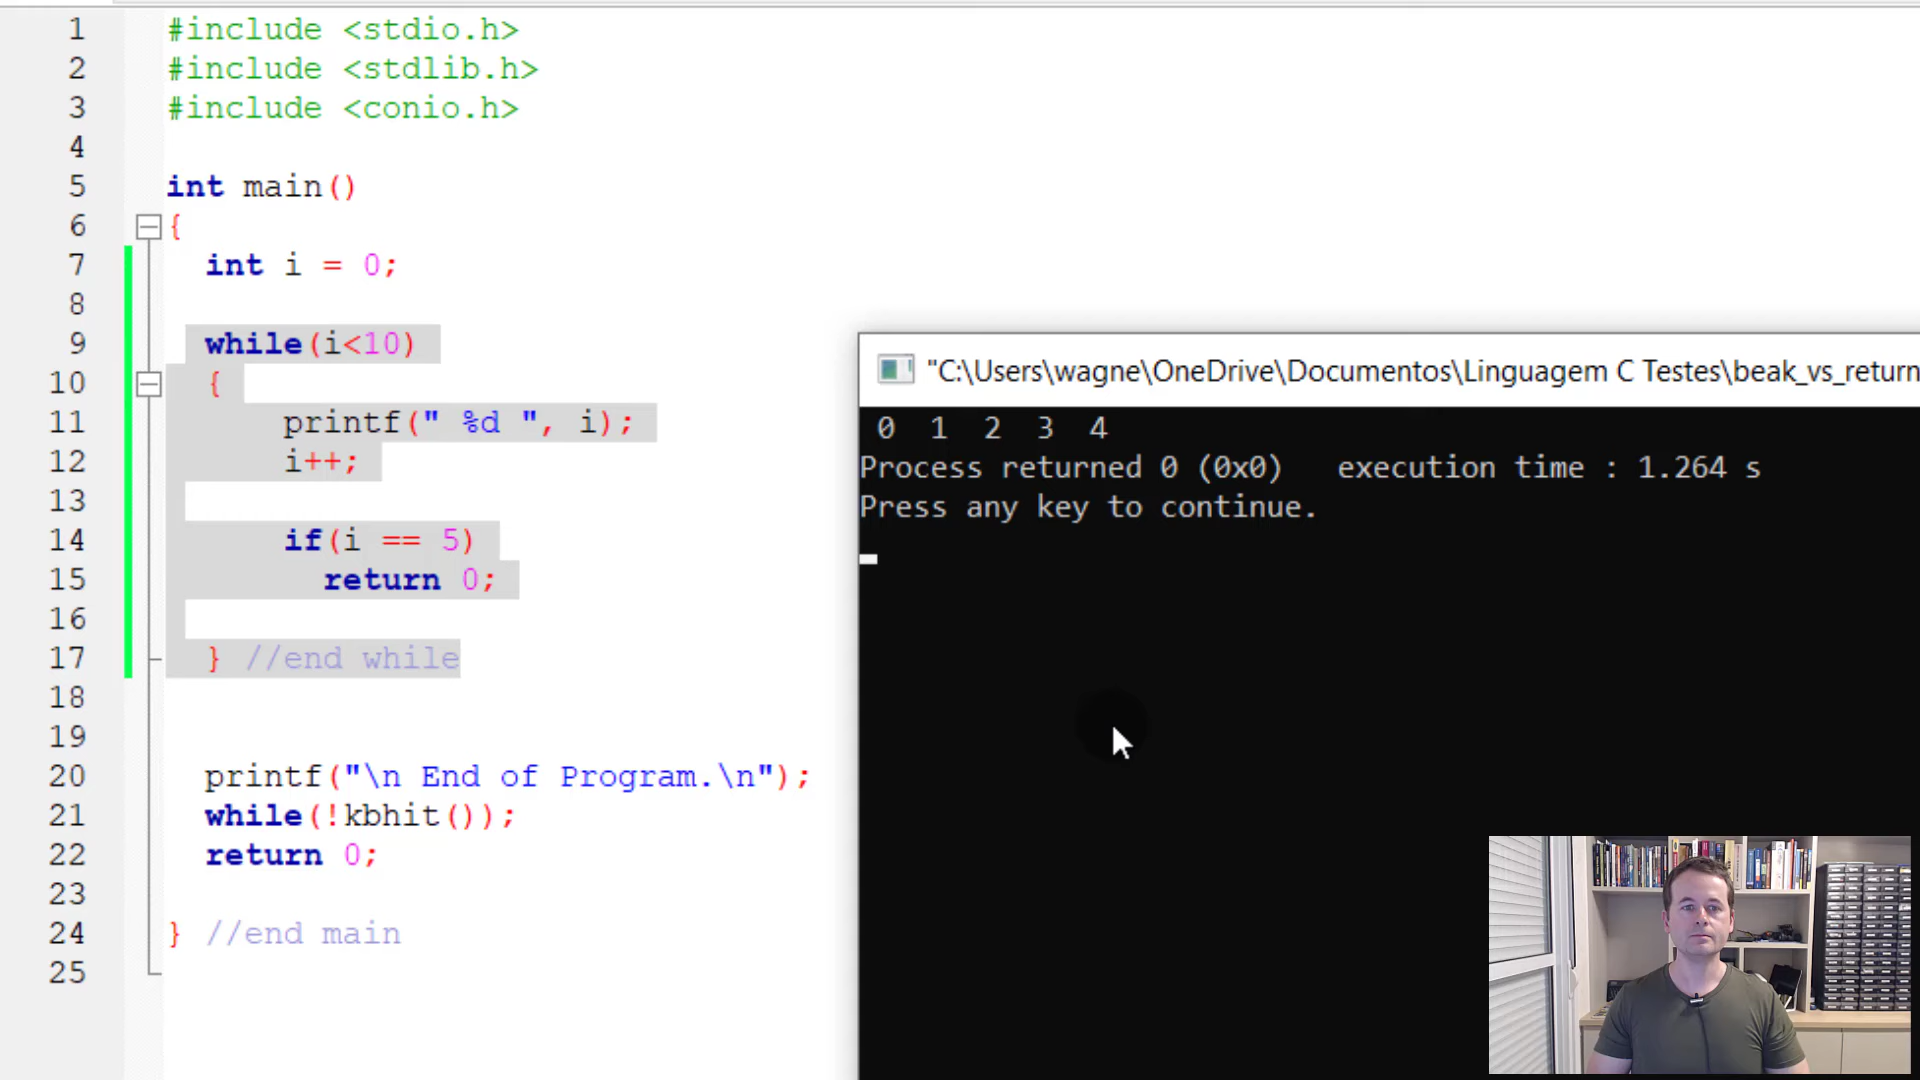 1 #include <stdio.h>
2 #include <stdlib.h>
3 #include <conio.h>
4
5 int main()
6 {
7 int i = 0;
8
9 while(i<10)
10 {
11 printf(" %d ", i);
12 i++;
13
14 if(i == 5)
15 return 0;
16
17 } //end while
18
19
20 printf("\n End of Program.\n");
21 while(!kbhit());
22 return 0;
23
24 } //end main
25
"C:\Users\wagne\OneDrive\Documentos\Linguagem C Testes\beak_vs_return
0 1 2 3 4
Process returned 0 (0x0) execution time : 1.264 s
Press any key to continue.